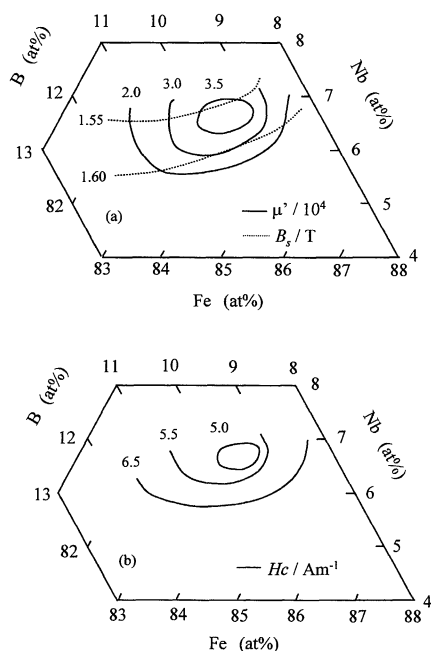 11 10 9 8
8
B (at%)
Nb (at%)
12
7
2.0 3.0 3.5
1.55
13
6
1.60
82
5
(a)
μ' / 10⁴
Bₛ / T
4
83 84 85 86 87 88
Fe (at%)
11 10 9 8
8
B (at%)
Nb (at%)
12
7
6.5 5.5 5.0
13
6
82
5
(b)
Hc / Am⁻¹
4
83 84 85 86 87 88
Fe (at%)